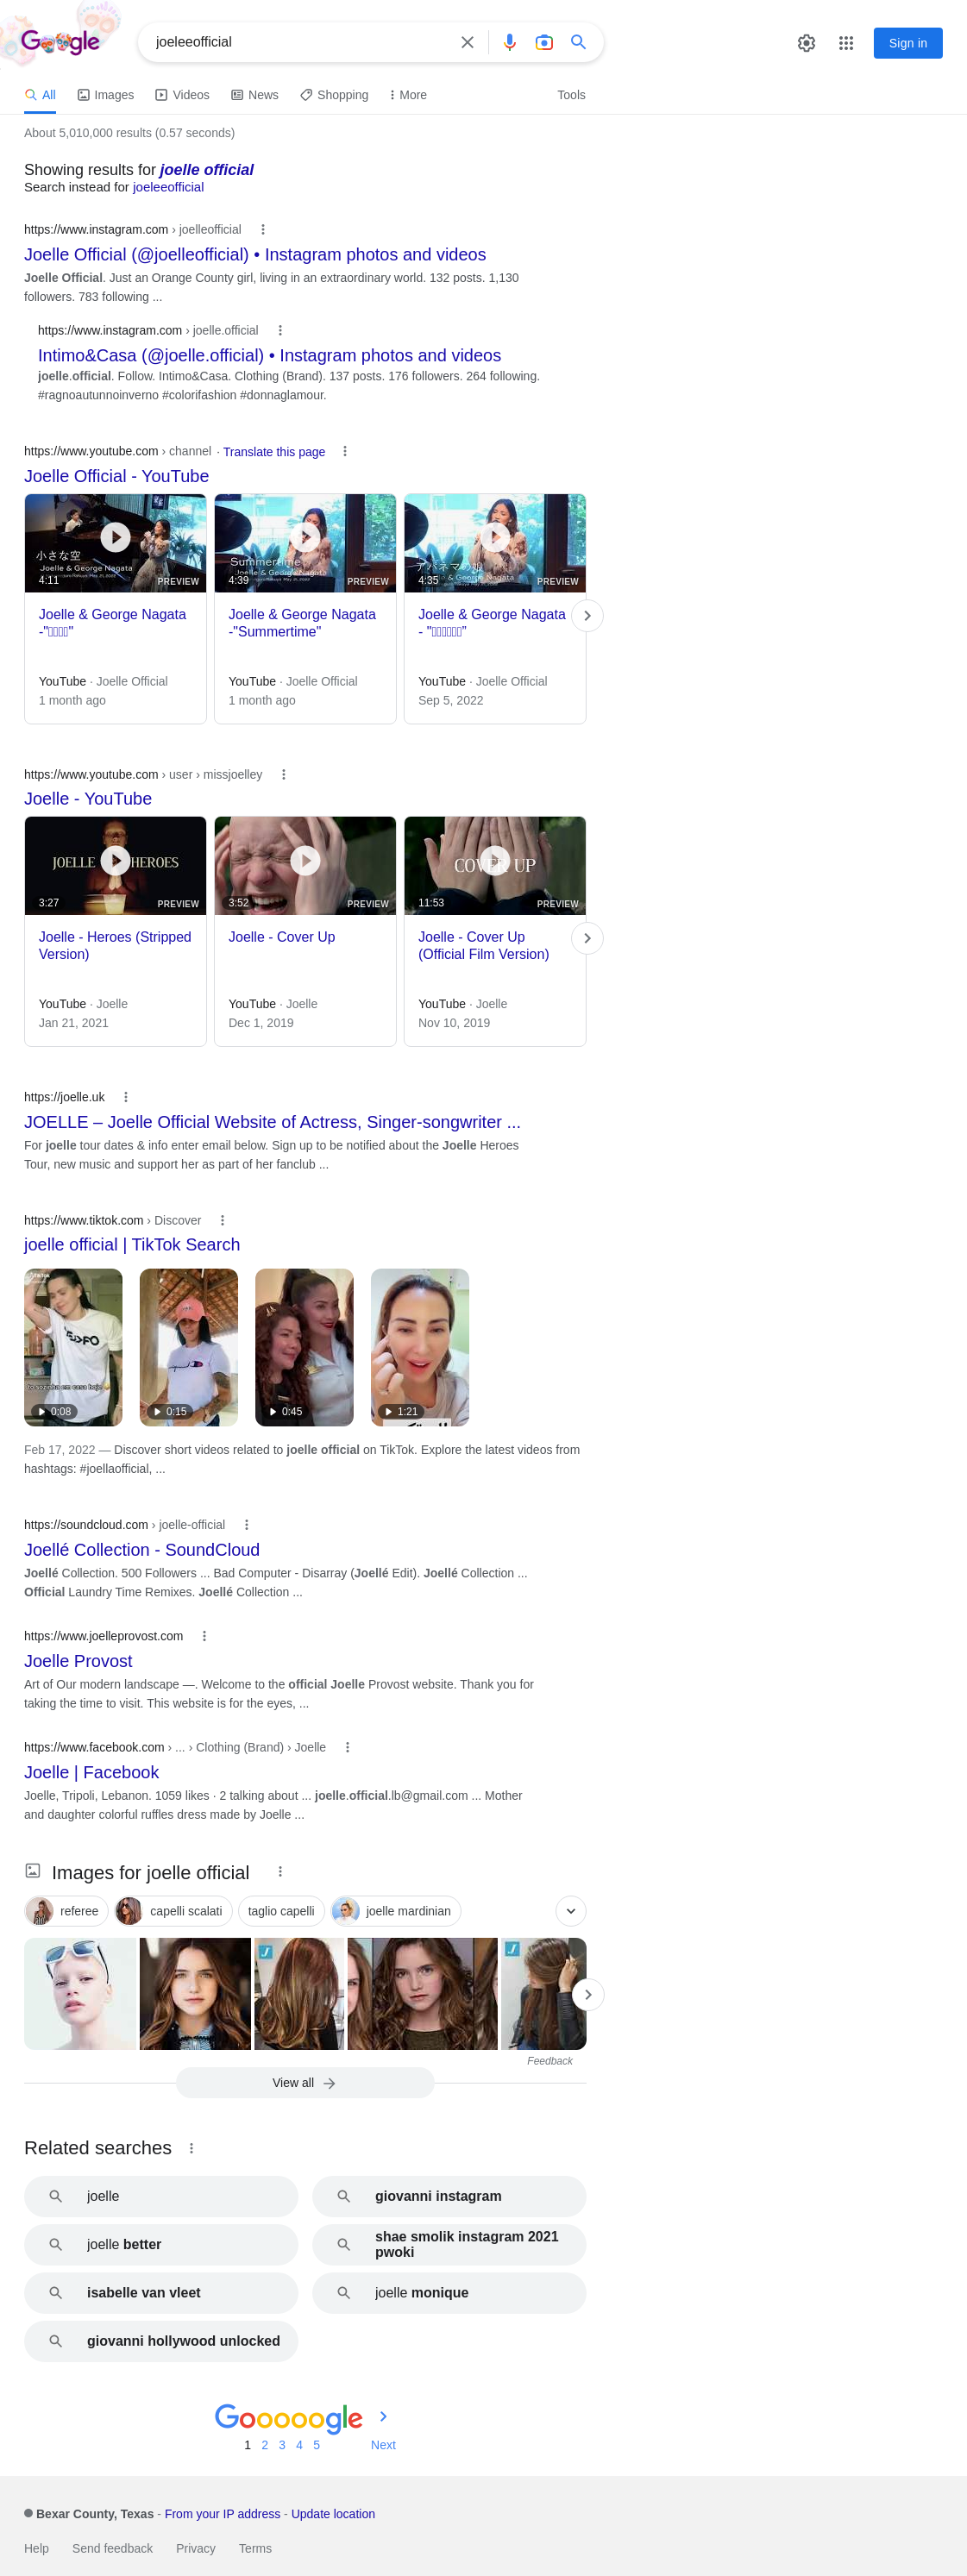 Google
joeleeofficial
Sign in
All Images Videos News Shopping More Tools
About 5,010,000 results (0.57 seconds)
Showing results for joelle official
Search instead for joeleeofficial
https://www.instagram.com › joelleofficial
Joelle Official (@joelleofficial) • Instagram photos and videos
Joelle Official. Just an Orange County girl, living in an extraordinary world. 132 posts. 1,130
followers. 783 following ...
https://www.instagram.com › joelle.official
Intimo&Casa (@joelle.official) • Instagram photos and videos
joelle.official. Follow. Intimo&Casa. Clothing (Brand). 137 posts. 176 followers. 264 following.
#ragnoautunnoinverno #colorifashion #donnaglamour.
https://www.youtube.com › channel · Translate this page
Joelle Official - YouTube
小さな空
Joelle & George Nagata
4:11 PREVIEW
Summertime
Joelle & George Nagata
4:39 PREVIEW
4:35 PREVIEW
Joelle & George Nagata
-"▯▯▯▯"
Joelle & George Nagata
-"Summertime"
Joelle & George Nagata
- "▯▯▯▯▯▯"
YouTube · Joelle Official
1 month ago
YouTube · Joelle Official
1 month ago
YouTube · Joelle Official
Sep 5, 2022
https://www.youtube.com › user › missjoelley
Joelle - YouTube
JOELLE HEROES
3:27 PREVIEW
3:52 PREVIEW
COVER UP
11:53 PREVIEW
Joelle - Heroes (Stripped
Version)
Joelle - Cover Up
Joelle - Cover Up
(Official Film Version)
YouTube · Joelle
Jan 21, 2021
YouTube · Joelle
Dec 1, 2019
YouTube · Joelle
Nov 10, 2019
https://joelle.uk
JOELLE – Joelle Official Website of Actress, Singer-songwriter ...
For joelle tour dates & info enter email below. Sign up to be notified about the Joelle Heroes
Tour, new music and support her as part of her fanclub ...
https://www.tiktok.com › Discover
joelle official | TikTok Search
0:08
0:15
0:45
1:21
Feb 17, 2022 — Discover short videos related to joelle official on TikTok. Explore the latest videos from
hashtags: #joellaofficial, ...
https://soundcloud.com › joelle-official
Joellé Collection - SoundCloud
Joellé Collection. 500 Followers ... Bad Computer - Disarray (Joellé Edit). Joellé Collection ...
Official Laundry Time Remixes. Joellé Collection ...
https://www.joelleprovost.com
Joelle Provost
Art of Our modern landscape —. Welcome to the official Joelle Provost website. Thank you for
taking the time to visit. This website is for the eyes, ...
https://www.facebook.com › ... › Clothing (Brand) › Joelle
Joelle | Facebook
Joelle, Tripoli, Lebanon. 1059 likes · 2 talking about ... joelle.official.lb@gmail.com ... Mother
and daughter colorful ruffles dress made by Joelle ...
Images for joelle official
referee capelli scalati taglio capelli joelle mardinian
Feedback
View all
Related searches
joelle
giovanni instagram
joelle better
shae smolik instagram 2021
pwoki
isabelle van vleet
joelle monique
giovanni hollywood unlocked
Gooooogle
1 2 3 4 5 Next
Bexar County, Texas - From your IP address - Update location
Help Send feedback Privacy Terms